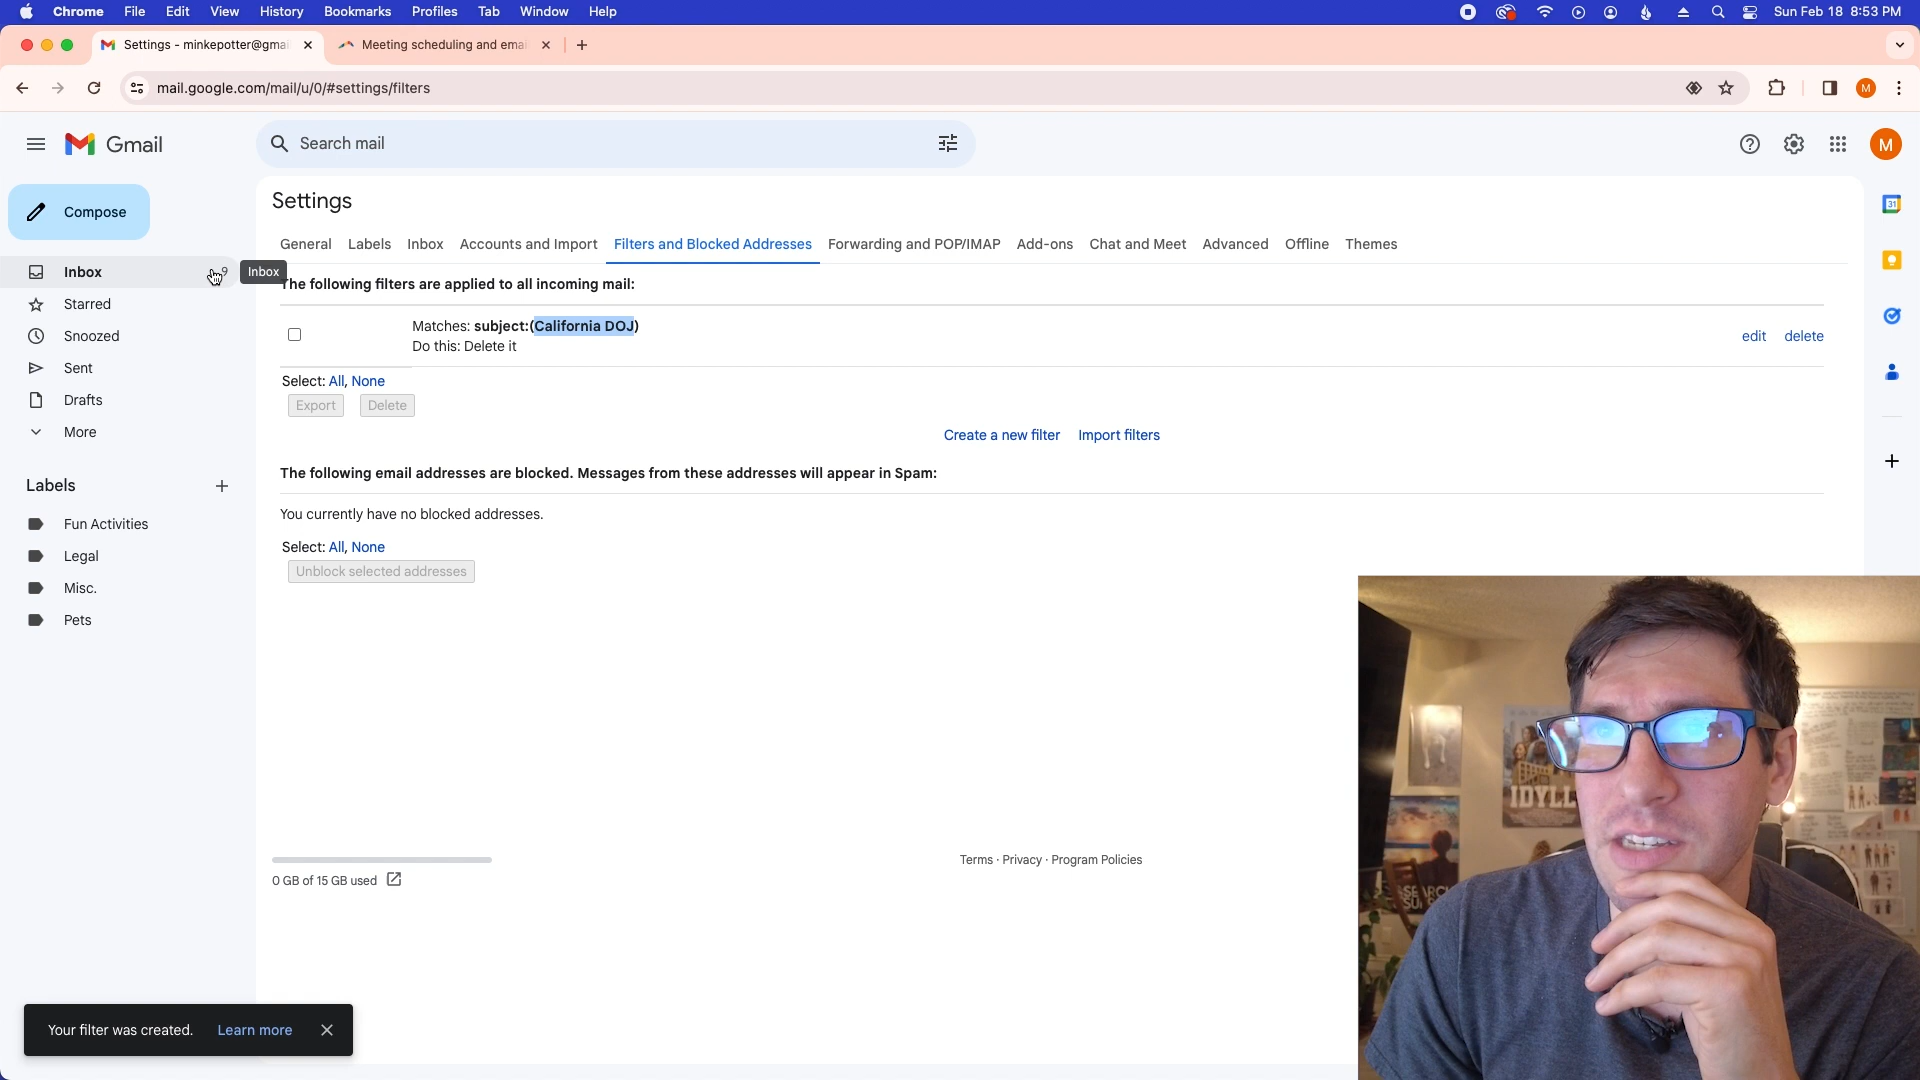 Chrome File Edit View History Bookmarks Profiles Tab Window Help Sun Feb 18 8:53 PM
Settings - minkepotter@gmai
Meeting scheduling and emai
mail.google.com/mail/u/0/#settings/filters
M
Gmail
Search mail
M
Compose
Settings
General Labels Inbox Accounts and Import Filters and Blocked Addresses Forwarding and POP/IMAP Add-ons Chat and Meet Advanced Offline Themes
31
Inbox 9
Inbox
Starred
Snoozed
Sent
Drafts
More
Labels
Fun Activities
Legal
Misc.
Pets
The following filters are applied to all incoming mail:
Matches: subject:(California DOJ)
Do this: Delete it
edit delete
Select: All, None
Export Delete
Create a new filter Import filters
The following email addresses are blocked. Messages from these addresses will appear in Spam:
You currently have no blocked addresses.
Select: All, None
Unblock selected addresses
0 GB of 15 GB used
Terms · Privacy · Program Policies
Your filter was created. Learn more
IDYLL